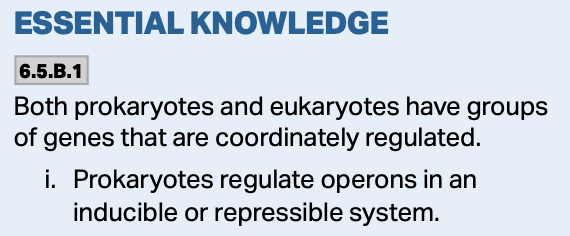 ESSENTIAL KNOWLEDGE
6.5.B.1
Both prokaryotes and eukaryotes have groups
of genes that are coordinately regulated.
i. Prokaryotes regulate operons in an
inducible or repressible system.